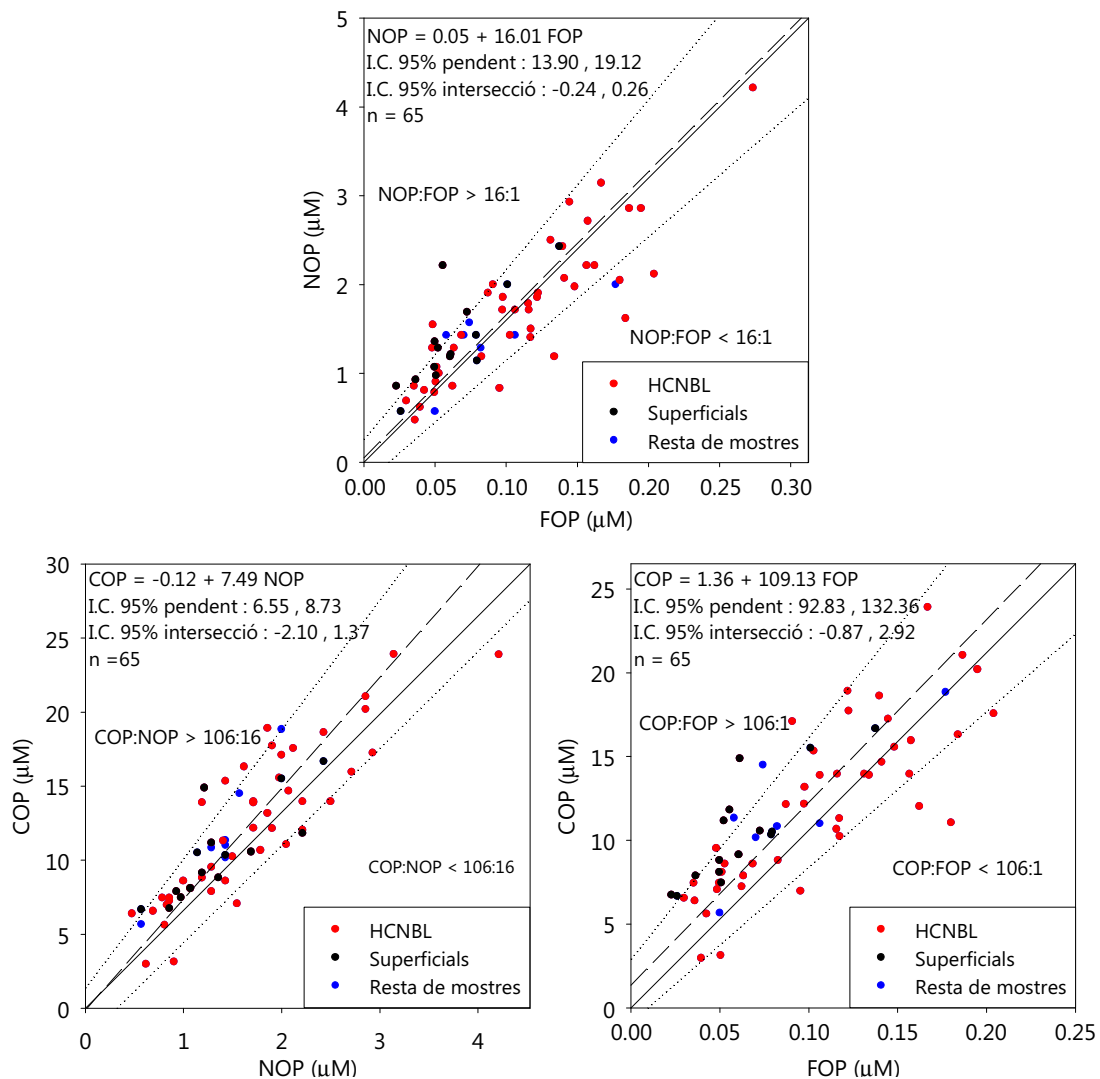 NOP = 0.05 + 16.01 FOP
I.C. 95% pendent : 13.90 , 19.12
I.C. 95% intersecció : -0.24 , 0.26
n = 65
NOP:FOP > 16:1
NOP:FOP < 16:1
HCNBL
Superficials
Resta de mostres
5
4
3
2
1
0
NOP (µM)
0.00 0.05 0.10 0.15 0.20 0.25 0.30
FOP (µM)
COP = -0.12 + 7.49 NOP
I.C. 95% pendent : 6.55 , 8.73
I.C. 95% intersecció : -2.10 , 1.37
n =65
COP:NOP > 106:16
COP:NOP < 106:16
HCNBL
Superficials
Resta de mostres
30
25
20
15
10
5
0
COP (µM)
0 1 2 3 4
NOP (µM)
COP = 1.36 + 109.13 FOP
I.C. 95% pendent : 92.83 , 132.36
I.C. 95% intersecció : -0.87 , 2.92
n = 65
COP:FOP > 106:1
COP:FOP < 106:1
HCNBL
Superficials
Resta de mostres
25
20
15
10
5
0
COP (µM)
0.00 0.05 0.10 0.15 0.20 0.25
FOP (µM)